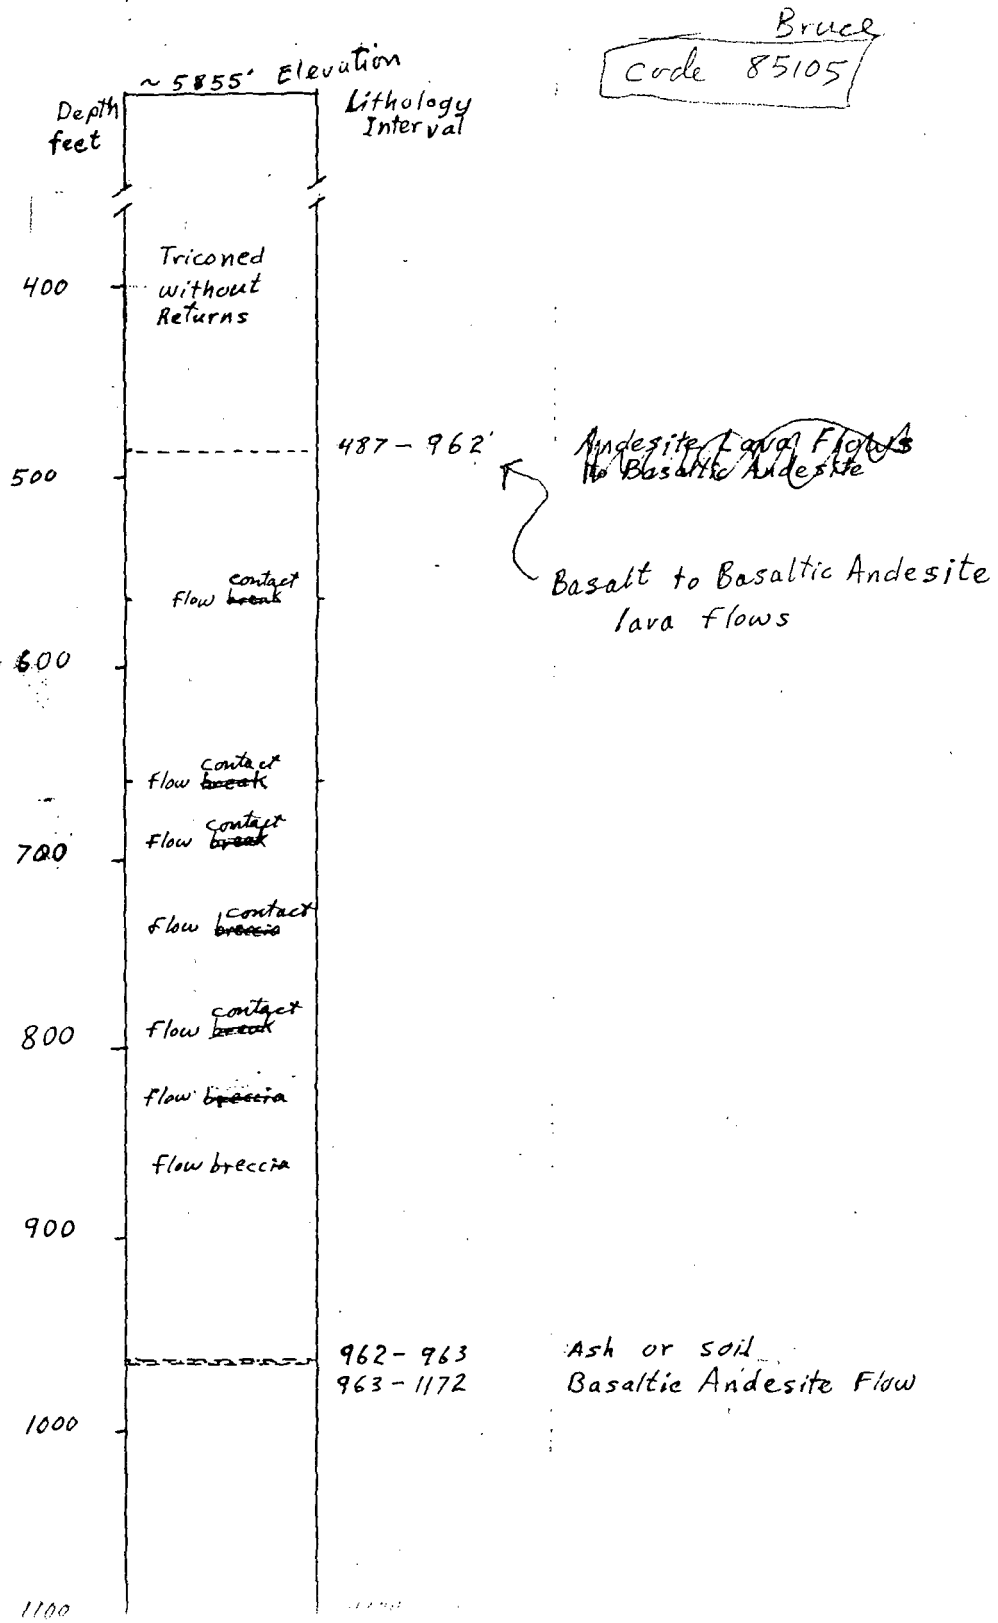 Bruce
Code 85105
~ 5855' Elevation
Depth
feet
Lithology
Interval
Triconed
without
Returns
400
487 - 962'
Andesite Lava Flows
to Basaltic Andesite
500
Basalt to Basaltic Andesite
lava flows
contact
flow break
600
contact
flow break
contact
flow break
700
contact
flow breccia
contact
flow break
800
flow breccia
flow breccia
900
962 - 963 Ash or soil
963 - 1172 Basaltic Andesite Flow
1000
1100